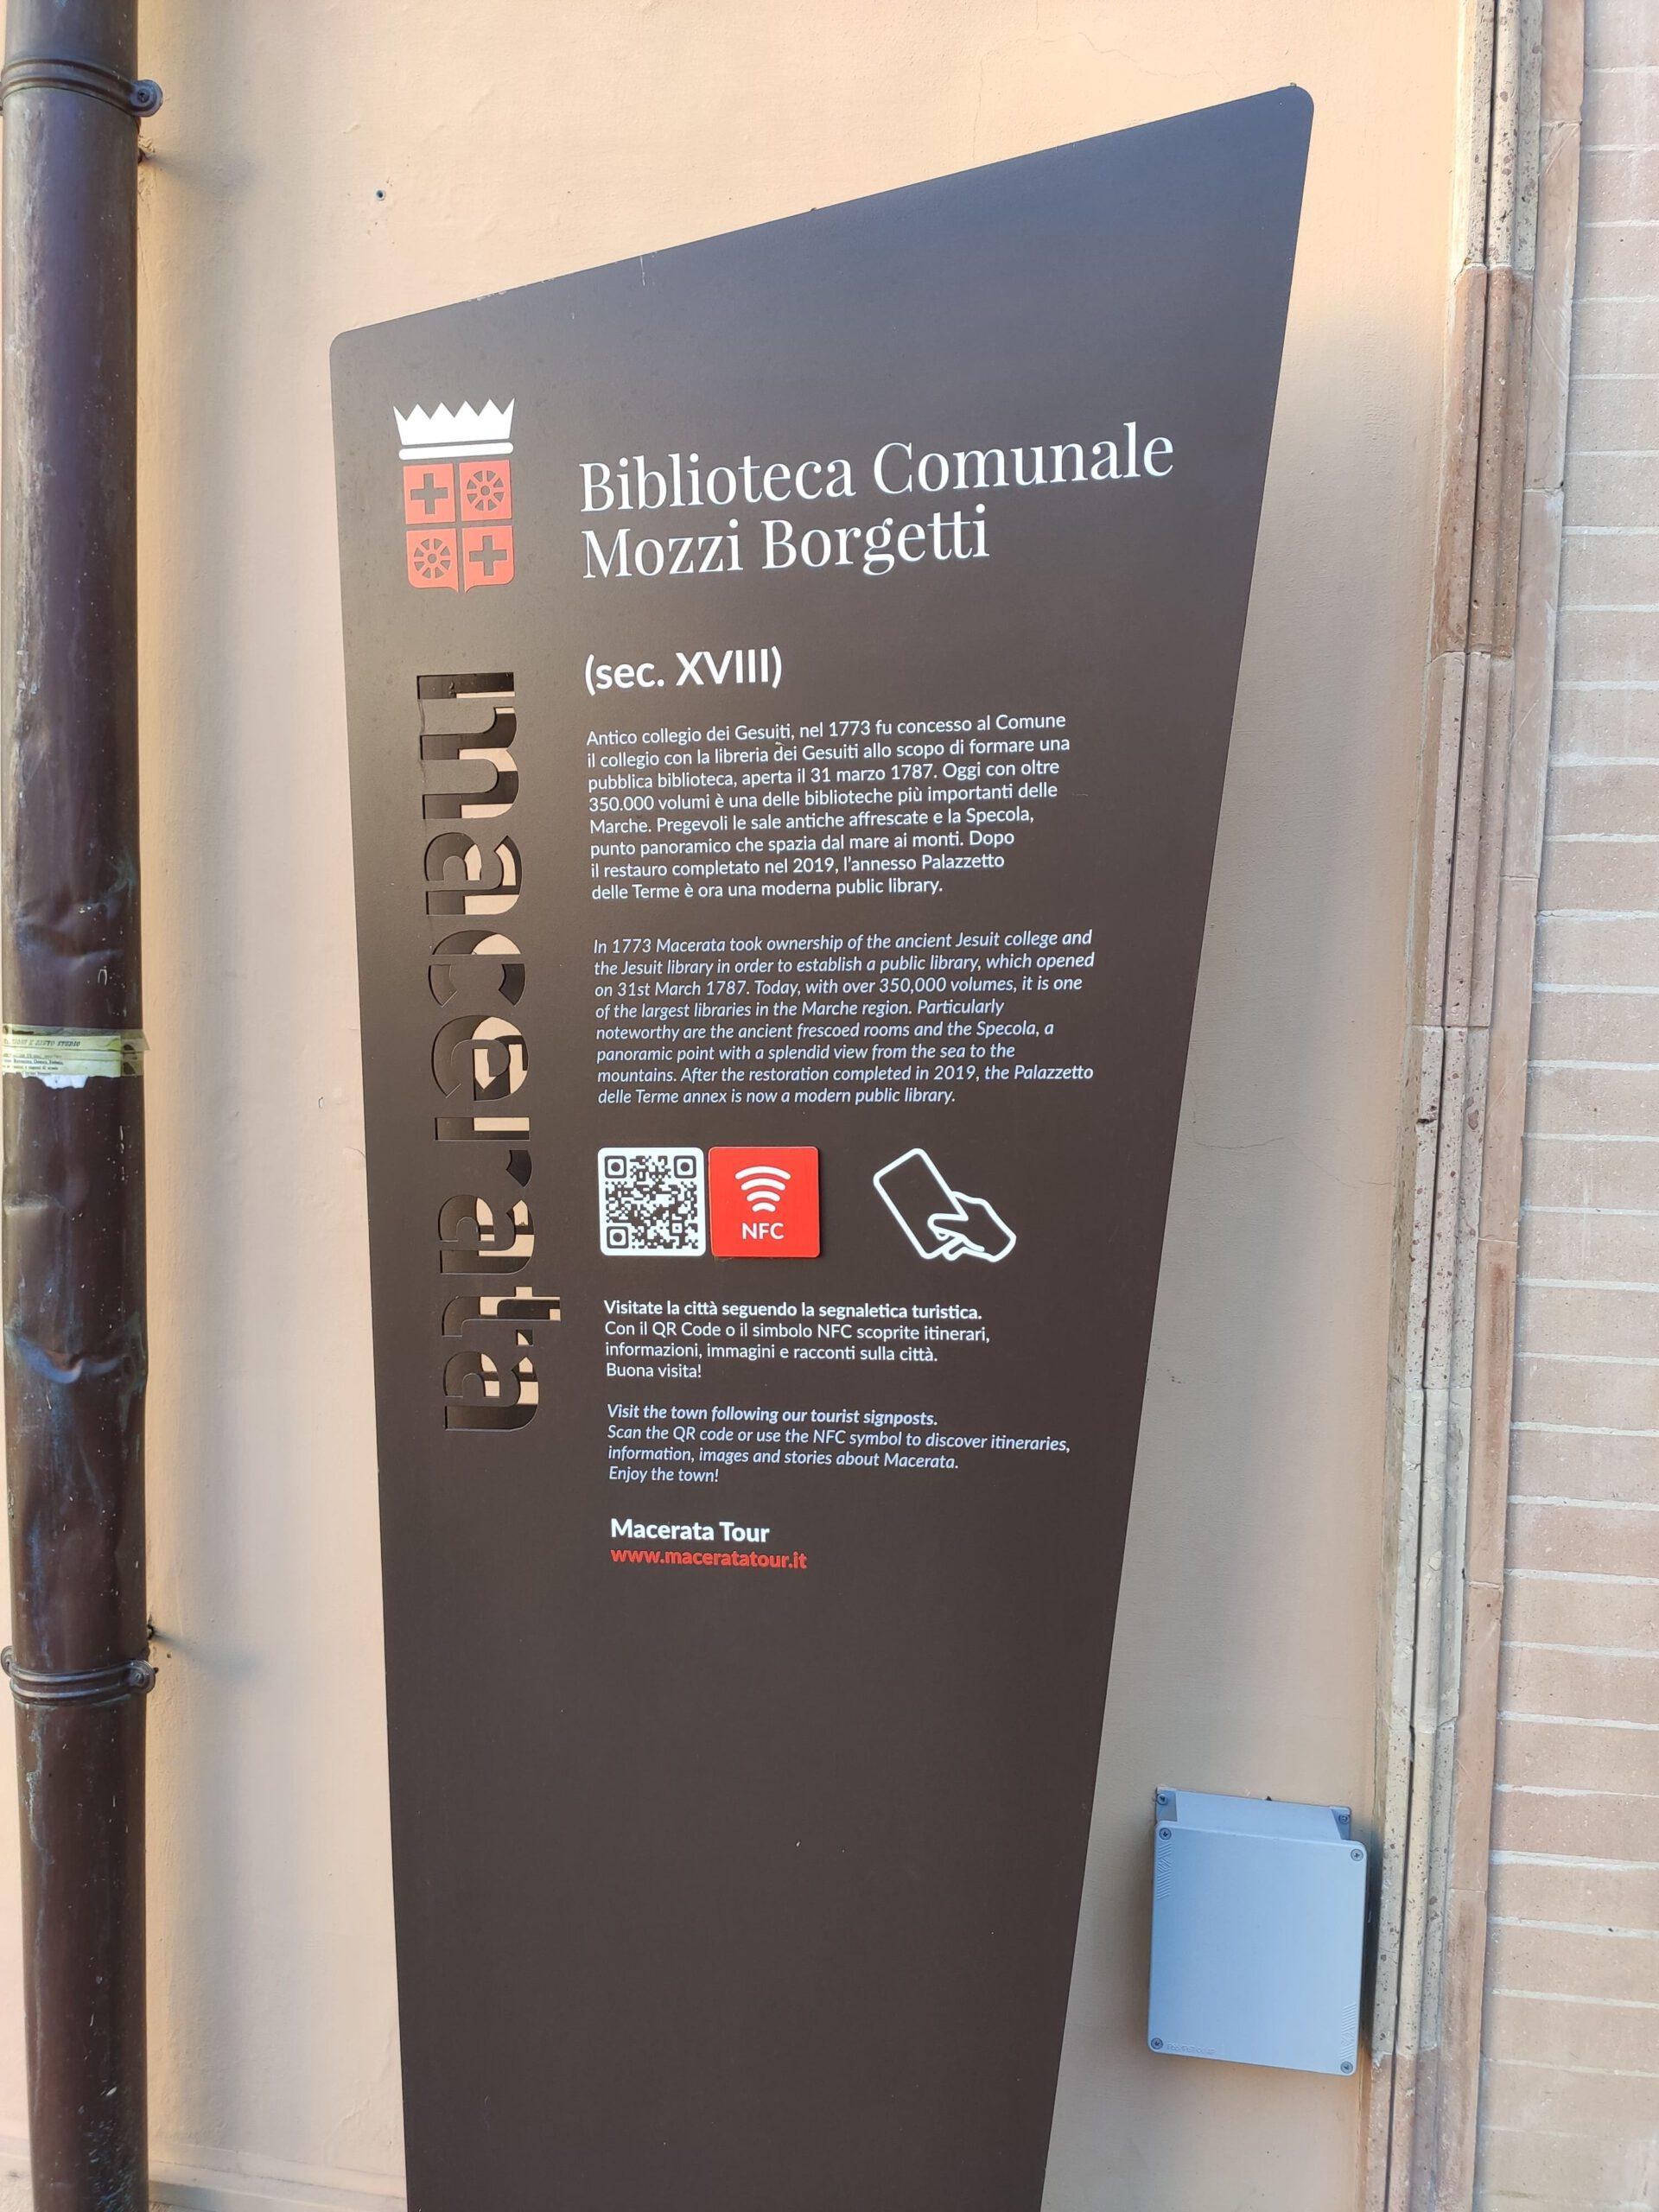 Biblioteca Comunale
Mozzi Borgetti
(sec. XVIII)
Antico collegio dei Gesuiti, nel 1773 fu concesso al Comune
il collegio con la libreria dei Gesuiti allo scopo di formare una
pubblica biblioteca, aperta il 31 marzo 1787. Oggi con oltre
350.000 volumi è una delle biblioteche più importanti delle
Marche. Pregevoli le sale antiche affrescate e la Specola,
punto panoramico che spazia dal mare ai monti. Dopo
il restauro completato nel 2019, l'annesso Palazzetto
delle Terme è ora una moderna public library.
In 1773 Macerata took ownership of the ancient Jesuit college and
the Jesuit library in order to establish a public library, which opened
on 31st March 1787. Today, with over 350,000 volumes, it is one
of the largest libraries in the Marche region. Particularly
noteworthy are the ancient frescoed rooms and the Specola, a
panoramic point with a splendid view from the sea to the
mountains. After the restoration completed in 2019, the Palazzetto
delle Terme annex is now a modern public library.
NFC
Visitate la città seguendo la segnaletica turistica.
Con il QR Code o il simbolo NFC scoprite itinerari,
informazioni, immagini e racconti sulla città.
Buona visita!
Visit the town following our tourist signposts.
Scan the QR code or use the NFC symbol to discover itineraries,
information, images and stories about Macerata.
Enjoy the town!
Macerata Tour
www.maceratatour.it
macerata